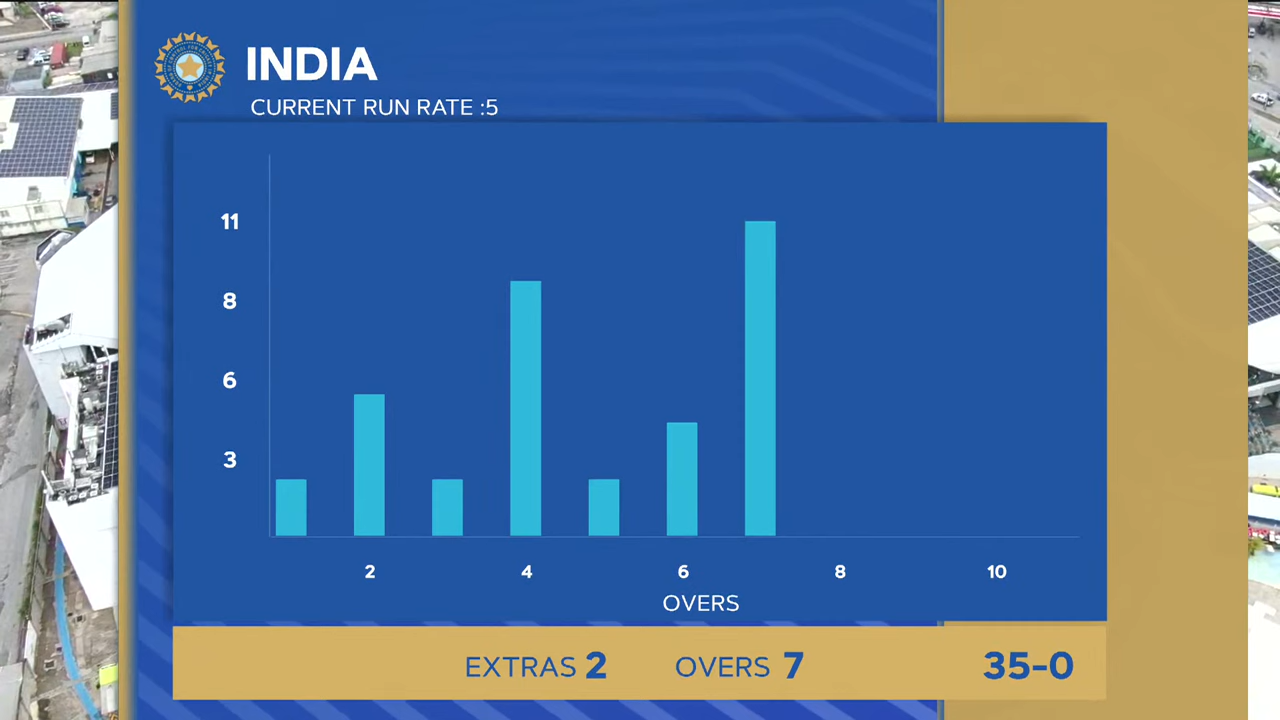 INDIA
CURRENT RUN RATE :5
11
8
6
3
2 4 6 8 10
OVERS
EXTRAS 2 OVERS 7 35-0